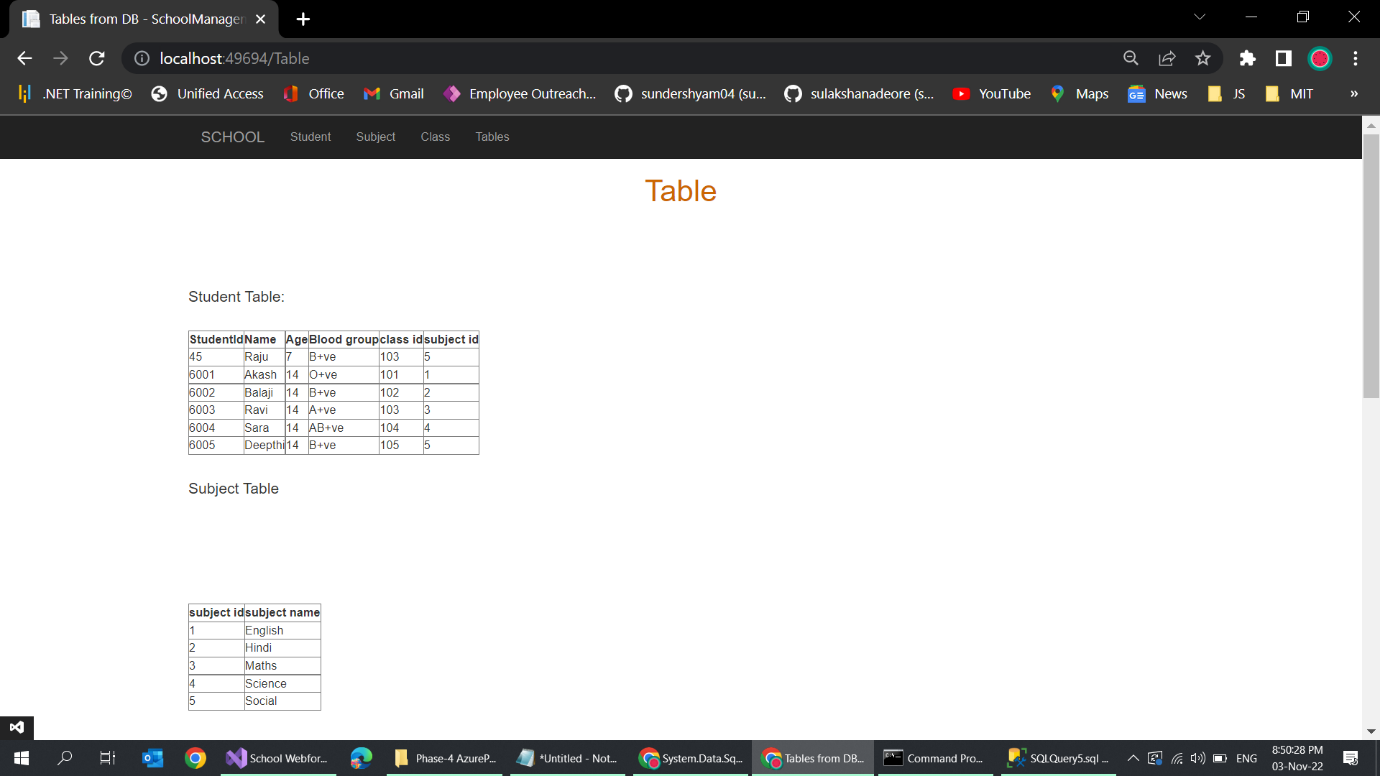 Tables from DB - SchoolManagem
localhost:49694/Table
.NET Training© Unified Access Office Gmail Employee Outreach... sundershyam04 (su... sulakshanadeore (s... YouTube Maps GE News JS MIT »
SCHOOL Student Subject Class Tables
Table
Student Table:
StudentId Name Age Blood group class id subject id
45 Raju 7 B+ve 103 5
6001 Akash 14 O+ve 101 1
6002 Balaji 14 B+ve 102 2
6003 Ravi 14 A+ve 103 3
6004 Sara 14 AB+ve 104 4
6005 Deepthi 14 B+ve 105 5
Subject Table
subject id subject name
1 English
2 Hindi
3 Maths
4 Science
5 Social
School Webfor... Phase-4 AzureP... *Untitled - Not... System.Data.Sq... Tables from DB... Command Pro... SQLQuery5.sql ... ENG 8:50:28 PM
03-Nov-22